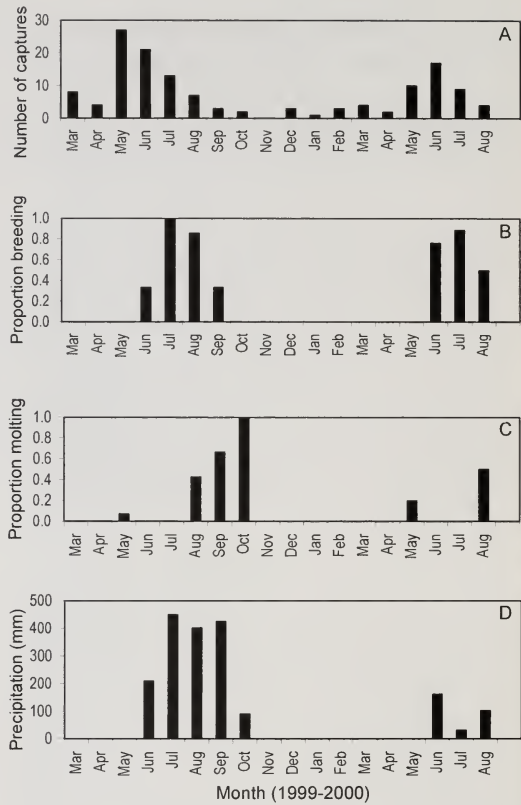 A
Number of captures
30
20
10
0
Mar Apr May Jun Jul Aug Sep Oct Nov Dec Jan Feb Mar Apr May Jun Jul Aug
B
Proportion breeding
1.0
0.8
0.6
0.4
0.2
0.0
Mar Apr May Jun Jul Aug Sep Oct Nov Dec Jan Feb Mar Apr May Jun Jul Aug
C
Proportion molting
1.0
0.8
0.6
0.4
0.2
0.0
Mar Apr May Jun Jul Aug Sep Oct Nov Dec Jan Feb Mar Apr May Jun Jul Aug
D
Precipitation (mm)
500
400
300
200
100
0
Mar Apr May Jun Jul Aug Sep Oct Nov Dec Jan Feb Mar Apr May Jun Jul Aug
Month (1999-2000)